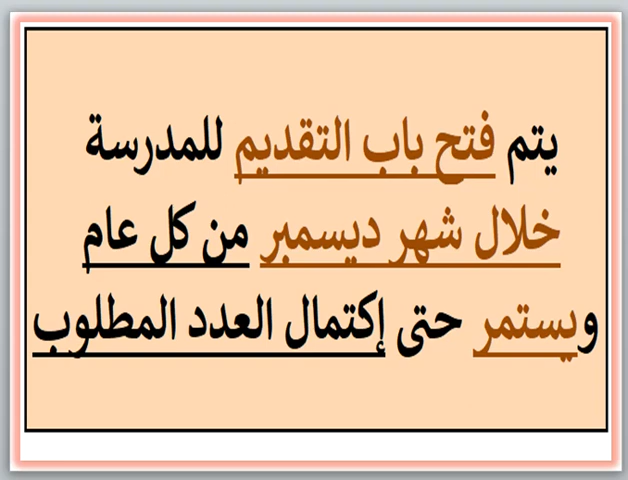 يتم فتح باب التقديم للمدرسة
خلال شهر ديسمبر من كل عام
ويستمر حتى إكتمال العدد المطلوب